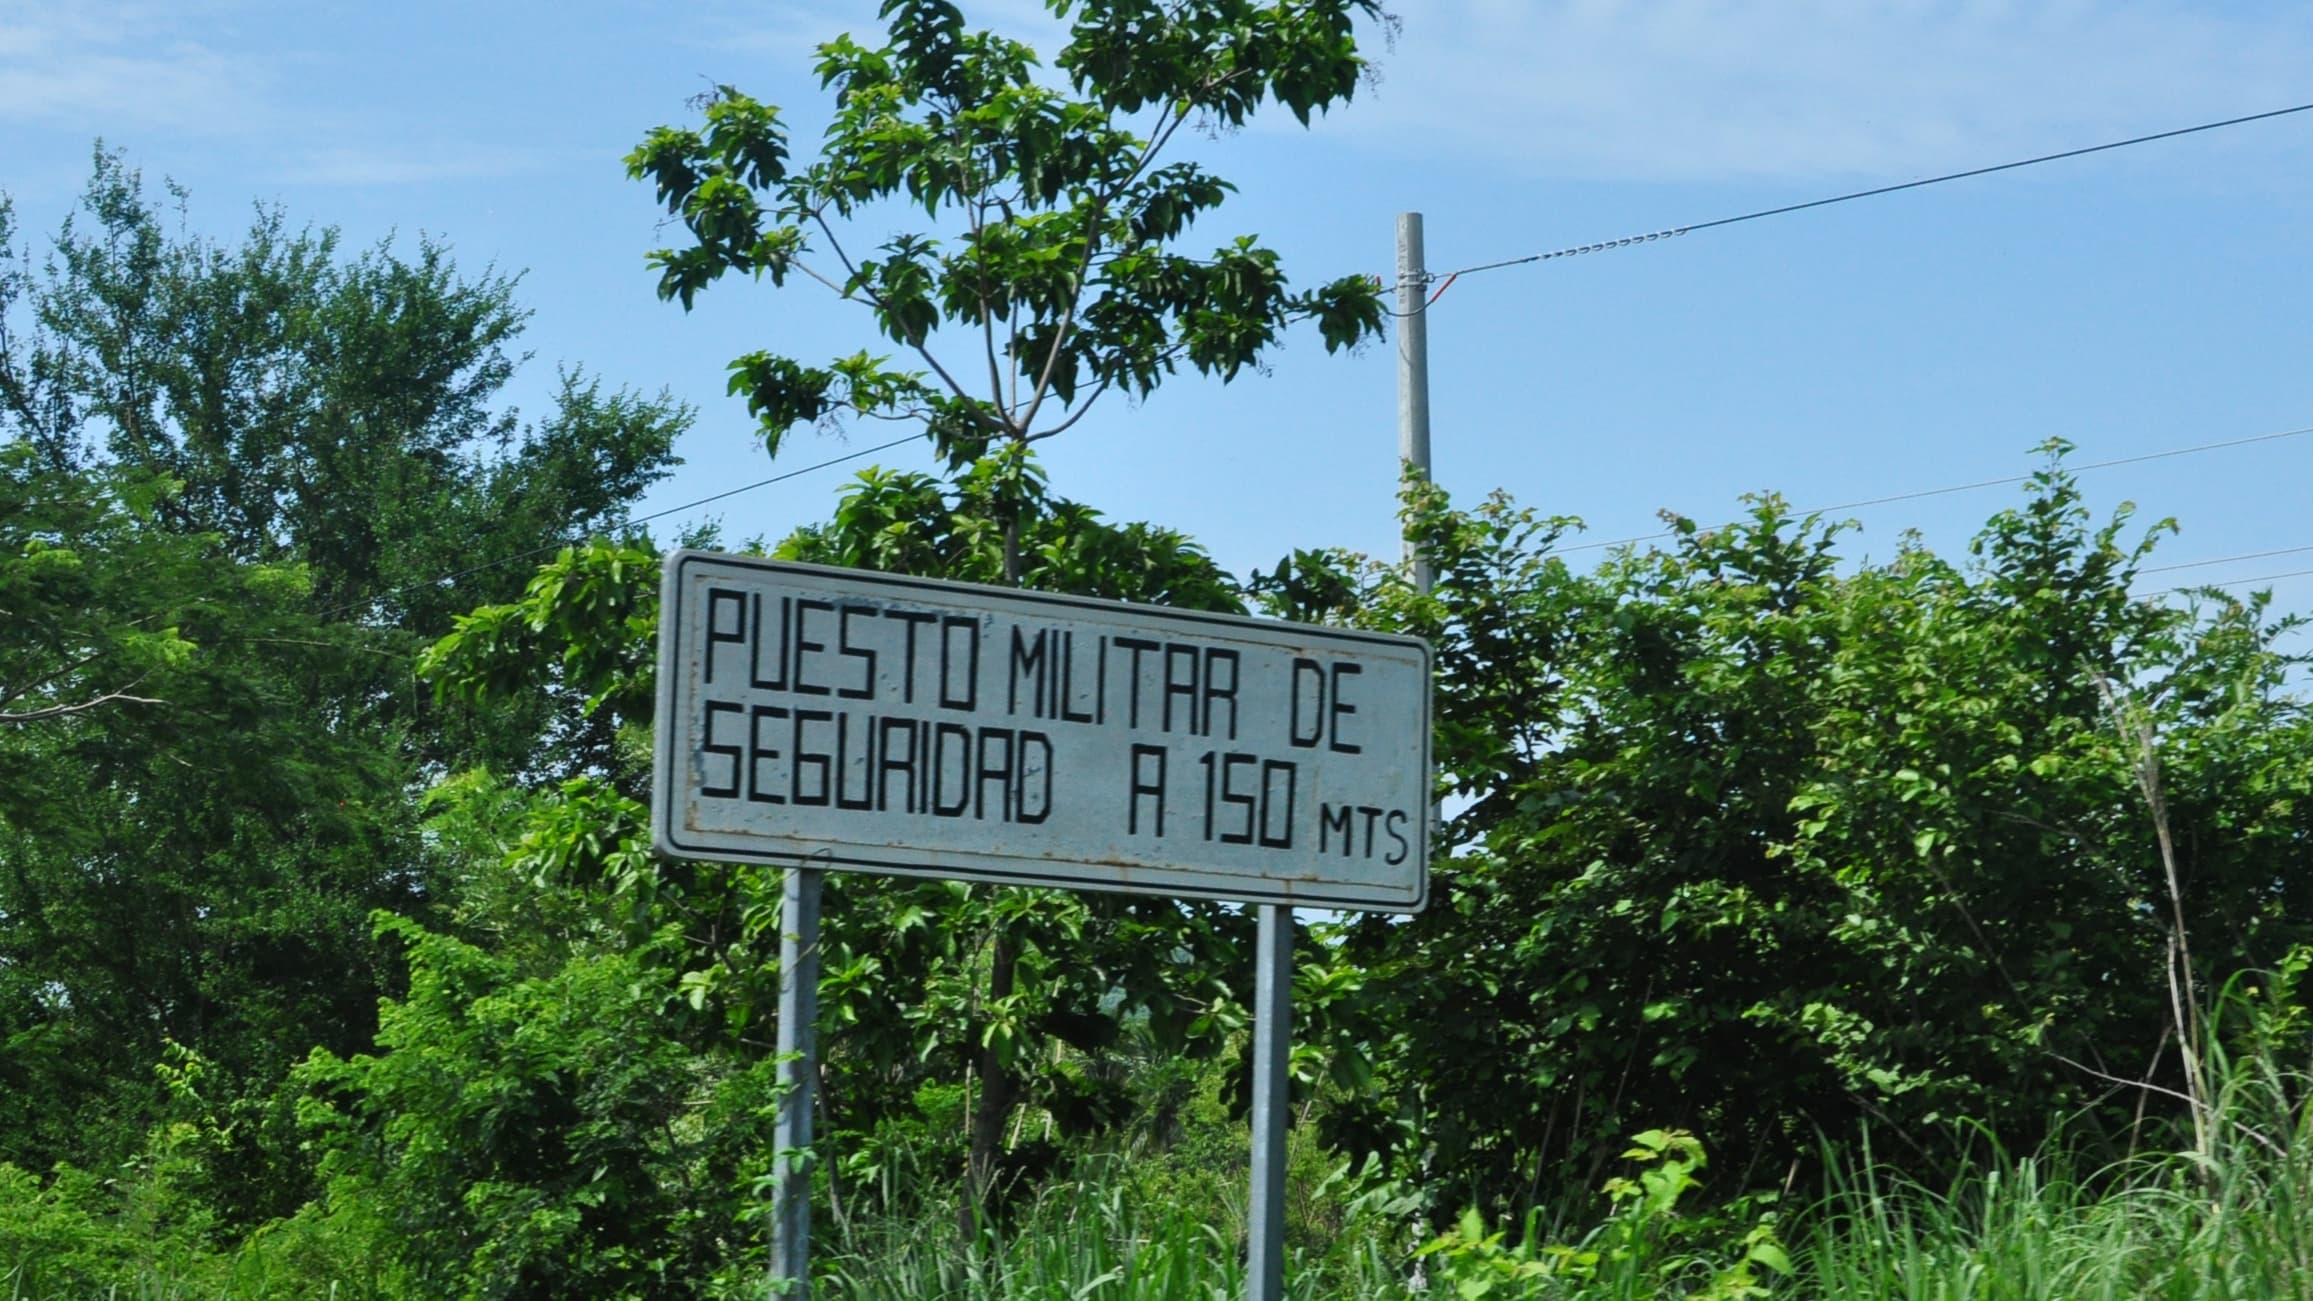 PUESTO MILITAR DE
SEGURIDAD A 150 MTS